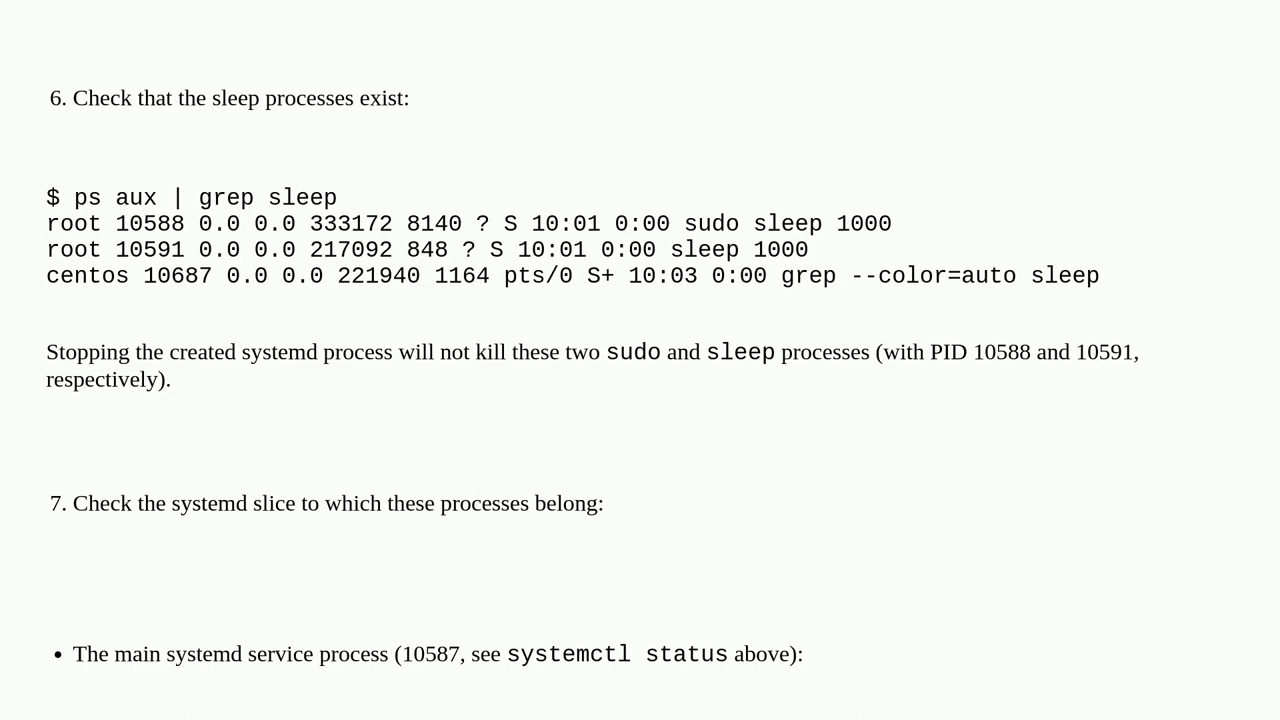 6. Check that the sleep processes exist:
$ ps aux | grep sleep
root 10588 0.0 0.0 333172 8140 ? S 10:01 0:00 sudo sleep 1000
root 10591 0.0 0.0 217092 848 ? S 10:01 0:00 sleep 1000
centos 10687 0.0 0.0 221940 1164 pts/0 S+ 10:03 0:00 grep --color=auto sleep
Stopping the created systemd process will not kill these two sudo and sleep processes (with PID 10588 and 10591,
respectively).
7. Check the systemd slice to which these processes belong:
• The main systemd service process (10587, see systemctl status above):